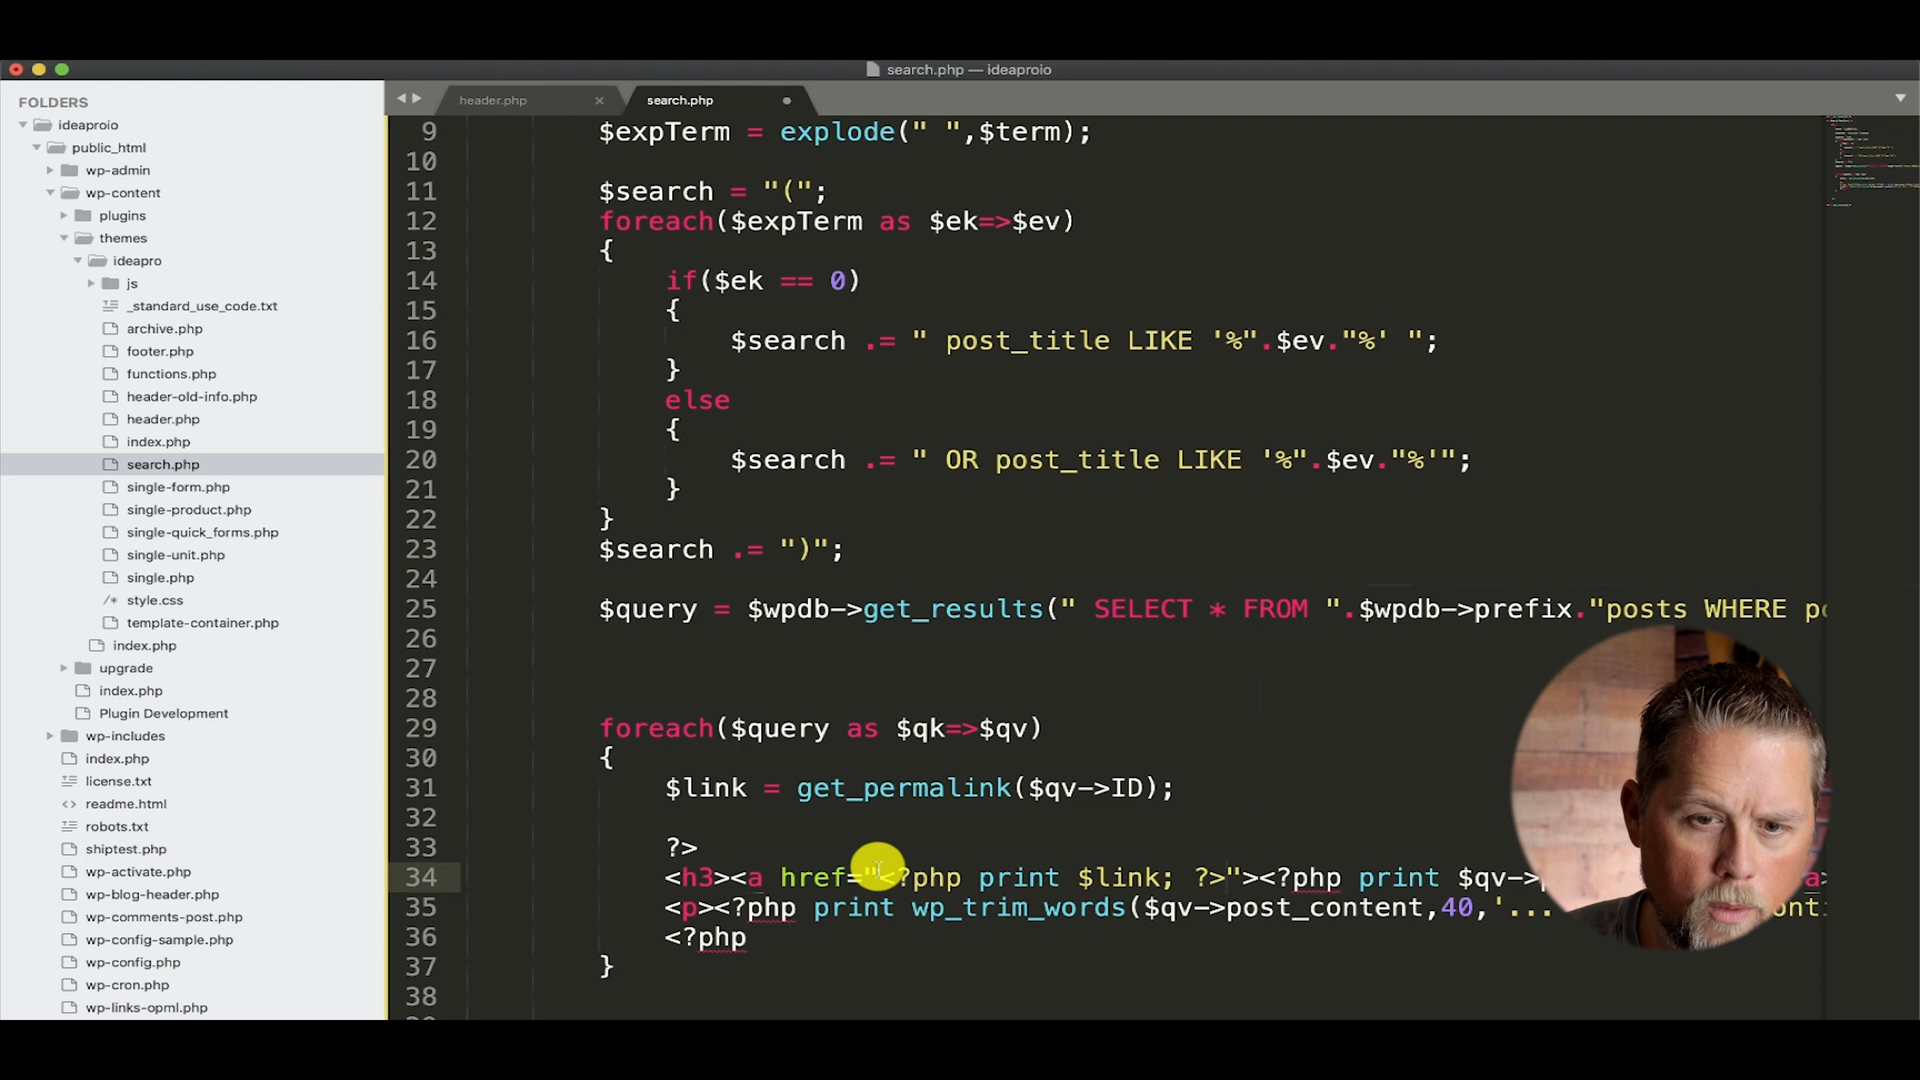 search.php — ideaproio
FOLDERS
ideaproio
public_html
wp-admin
wp-content
plugins
themes
ideapro
js
_standard_use_code.txt
archive.php
footer.php
functions.php
header-old-info.php
header.php
index.php
search.php
single-form.php
single-product.php
single-quick_forms.php
single-unit.php
single.php
/* style.css
template-container.php
index.php
upgrade
index.php
Plugin Development
wp-includes
index.php
license.txt
<> readme.html
robots.txt
shiptest.php
wp-activate.php
wp-blog-header.php
wp-comments-post.php
wp-config-sample.php
wp-config.php
wp-cron.php
wp-links-opml.php
header.php
search.php
9 $expTerm = explode(" ",$term);
10
11 $search = "(";
12 foreach($expTerm as $ek=>$ev)
13 {
14 if($ek == 0)
15 {
16 $search .= " post_title LIKE '%".$ev."%' ";
17 }
18 else
19 {
20 $search .= " OR post_title LIKE '%".$ev."%'";
21 }
22 }
23 $search .= ")";
24
25 $query = $wpdb->get_results(" SELECT * FROM ".$wpdb->prefix."posts WHERE
26
27
28
29 foreach($query as $qk=>$qv)
30 {
31 $link = get_permalink($qv->ID);
32
33 ?>
34 <h3><a href="<?php print $link; ?>"><?php print $qv->
35 <p><?php print wp_trim_words($qv->post_content,40,'...
36 <?php
37 }
38